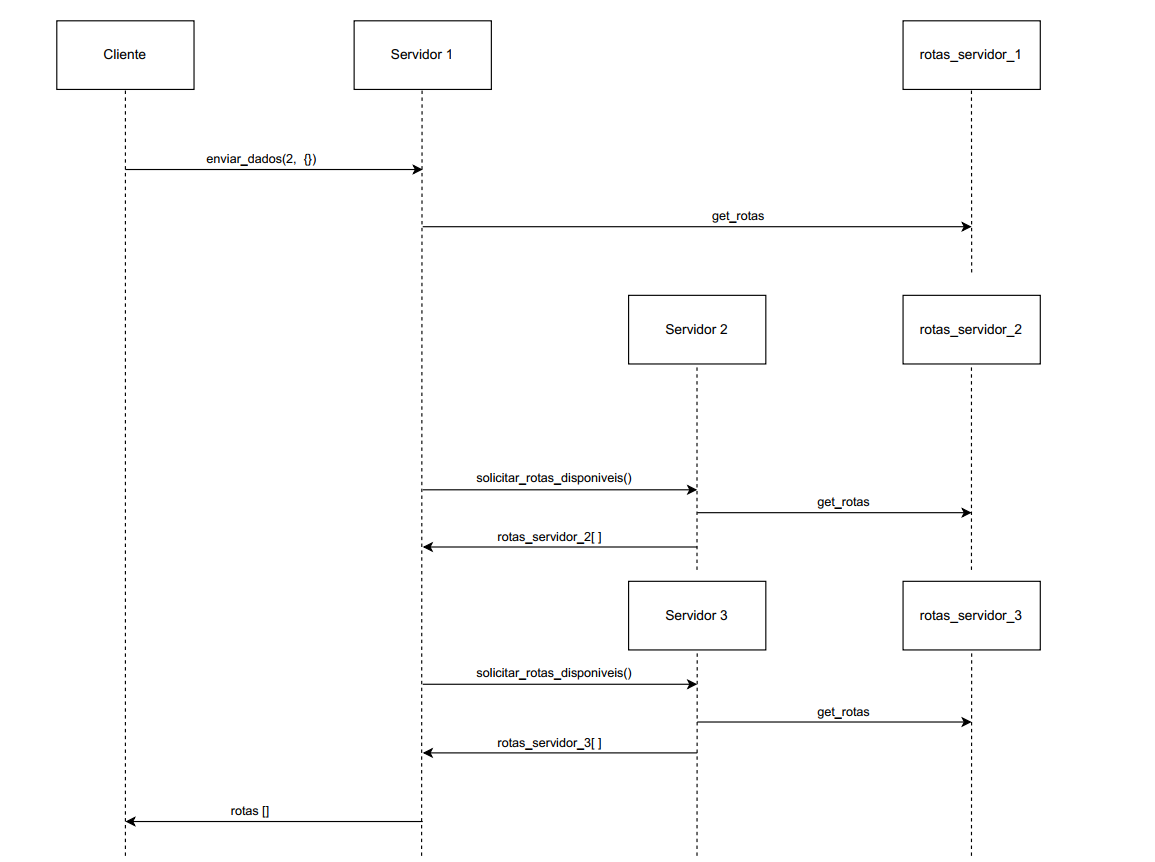 Cliente
Servidor 1
rotas_servidor_1
enviar_dados(2, {})
get_rotas
Servidor 2
rotas_servidor_2
solicitar_rotas_disponiveis()
get_rotas
rotas_servidor_2[ ]
Servidor 3
rotas_servidor_3
solicitar_rotas_disponiveis()
get_rotas
rotas_servidor_3[ ]
rotas []